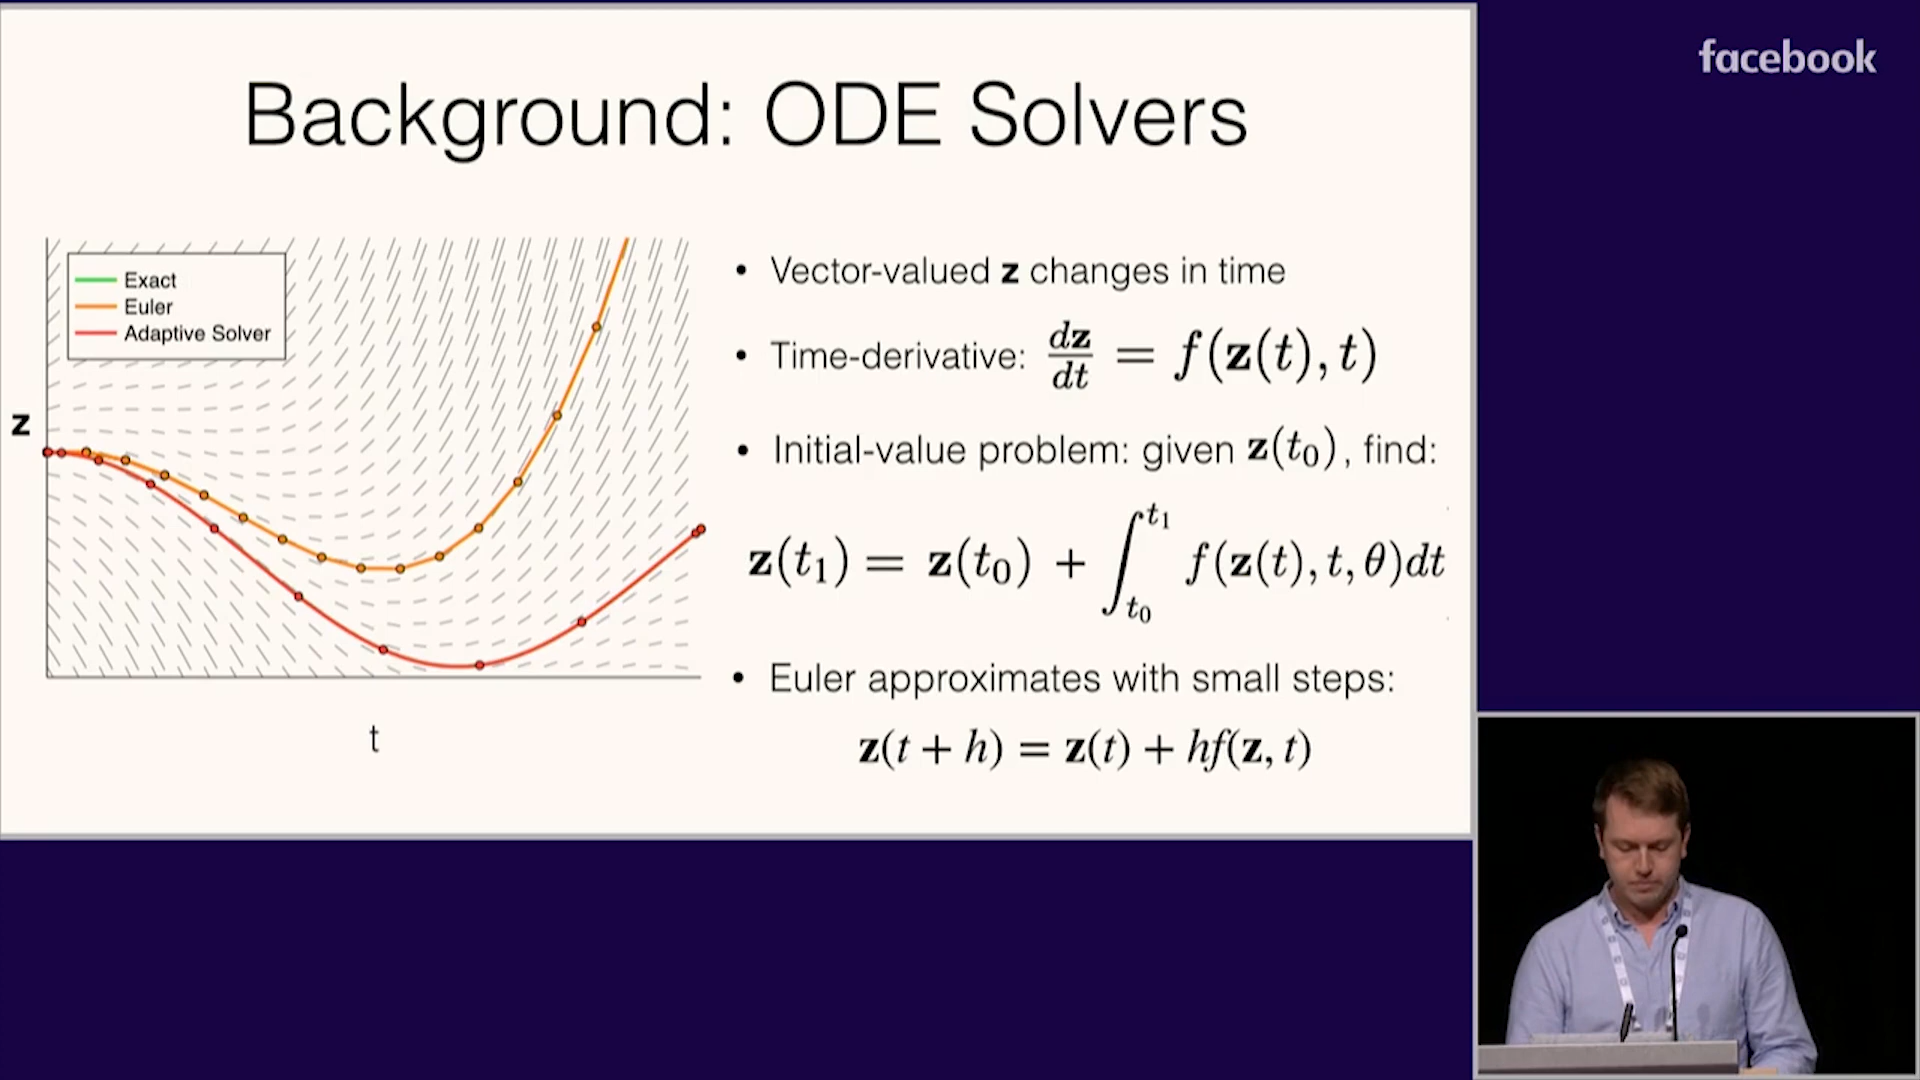 facebook
Background: ODE Solvers
Exact
Euler
Adaptive Solver
z
t
• Vector-valued z changes in time
• Time-derivative: dz/dt = f(z(t), t)
• Initial-value problem: given z(t₀), find:
z(t₁) = z(t₀) + ∫_{t₀}^{t₁} f(z(t), t, θ)dt
• Euler approximates with small steps:
z(t + h) = z(t) + hf(z, t)